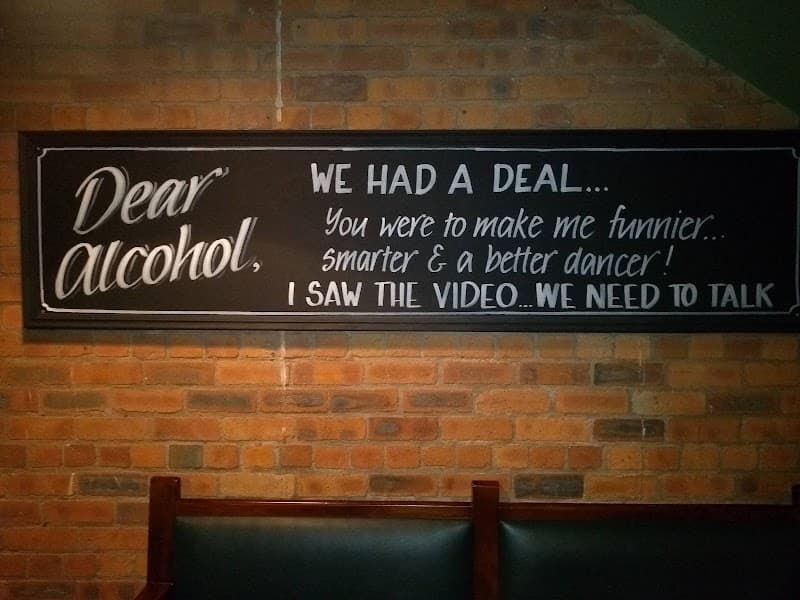 Dear
alcohol,
WE HAD A DEAL...
You were to make me funnier...
smarter & a better dancer!
I SAW THE VIDEO...WE NEED TO TALK